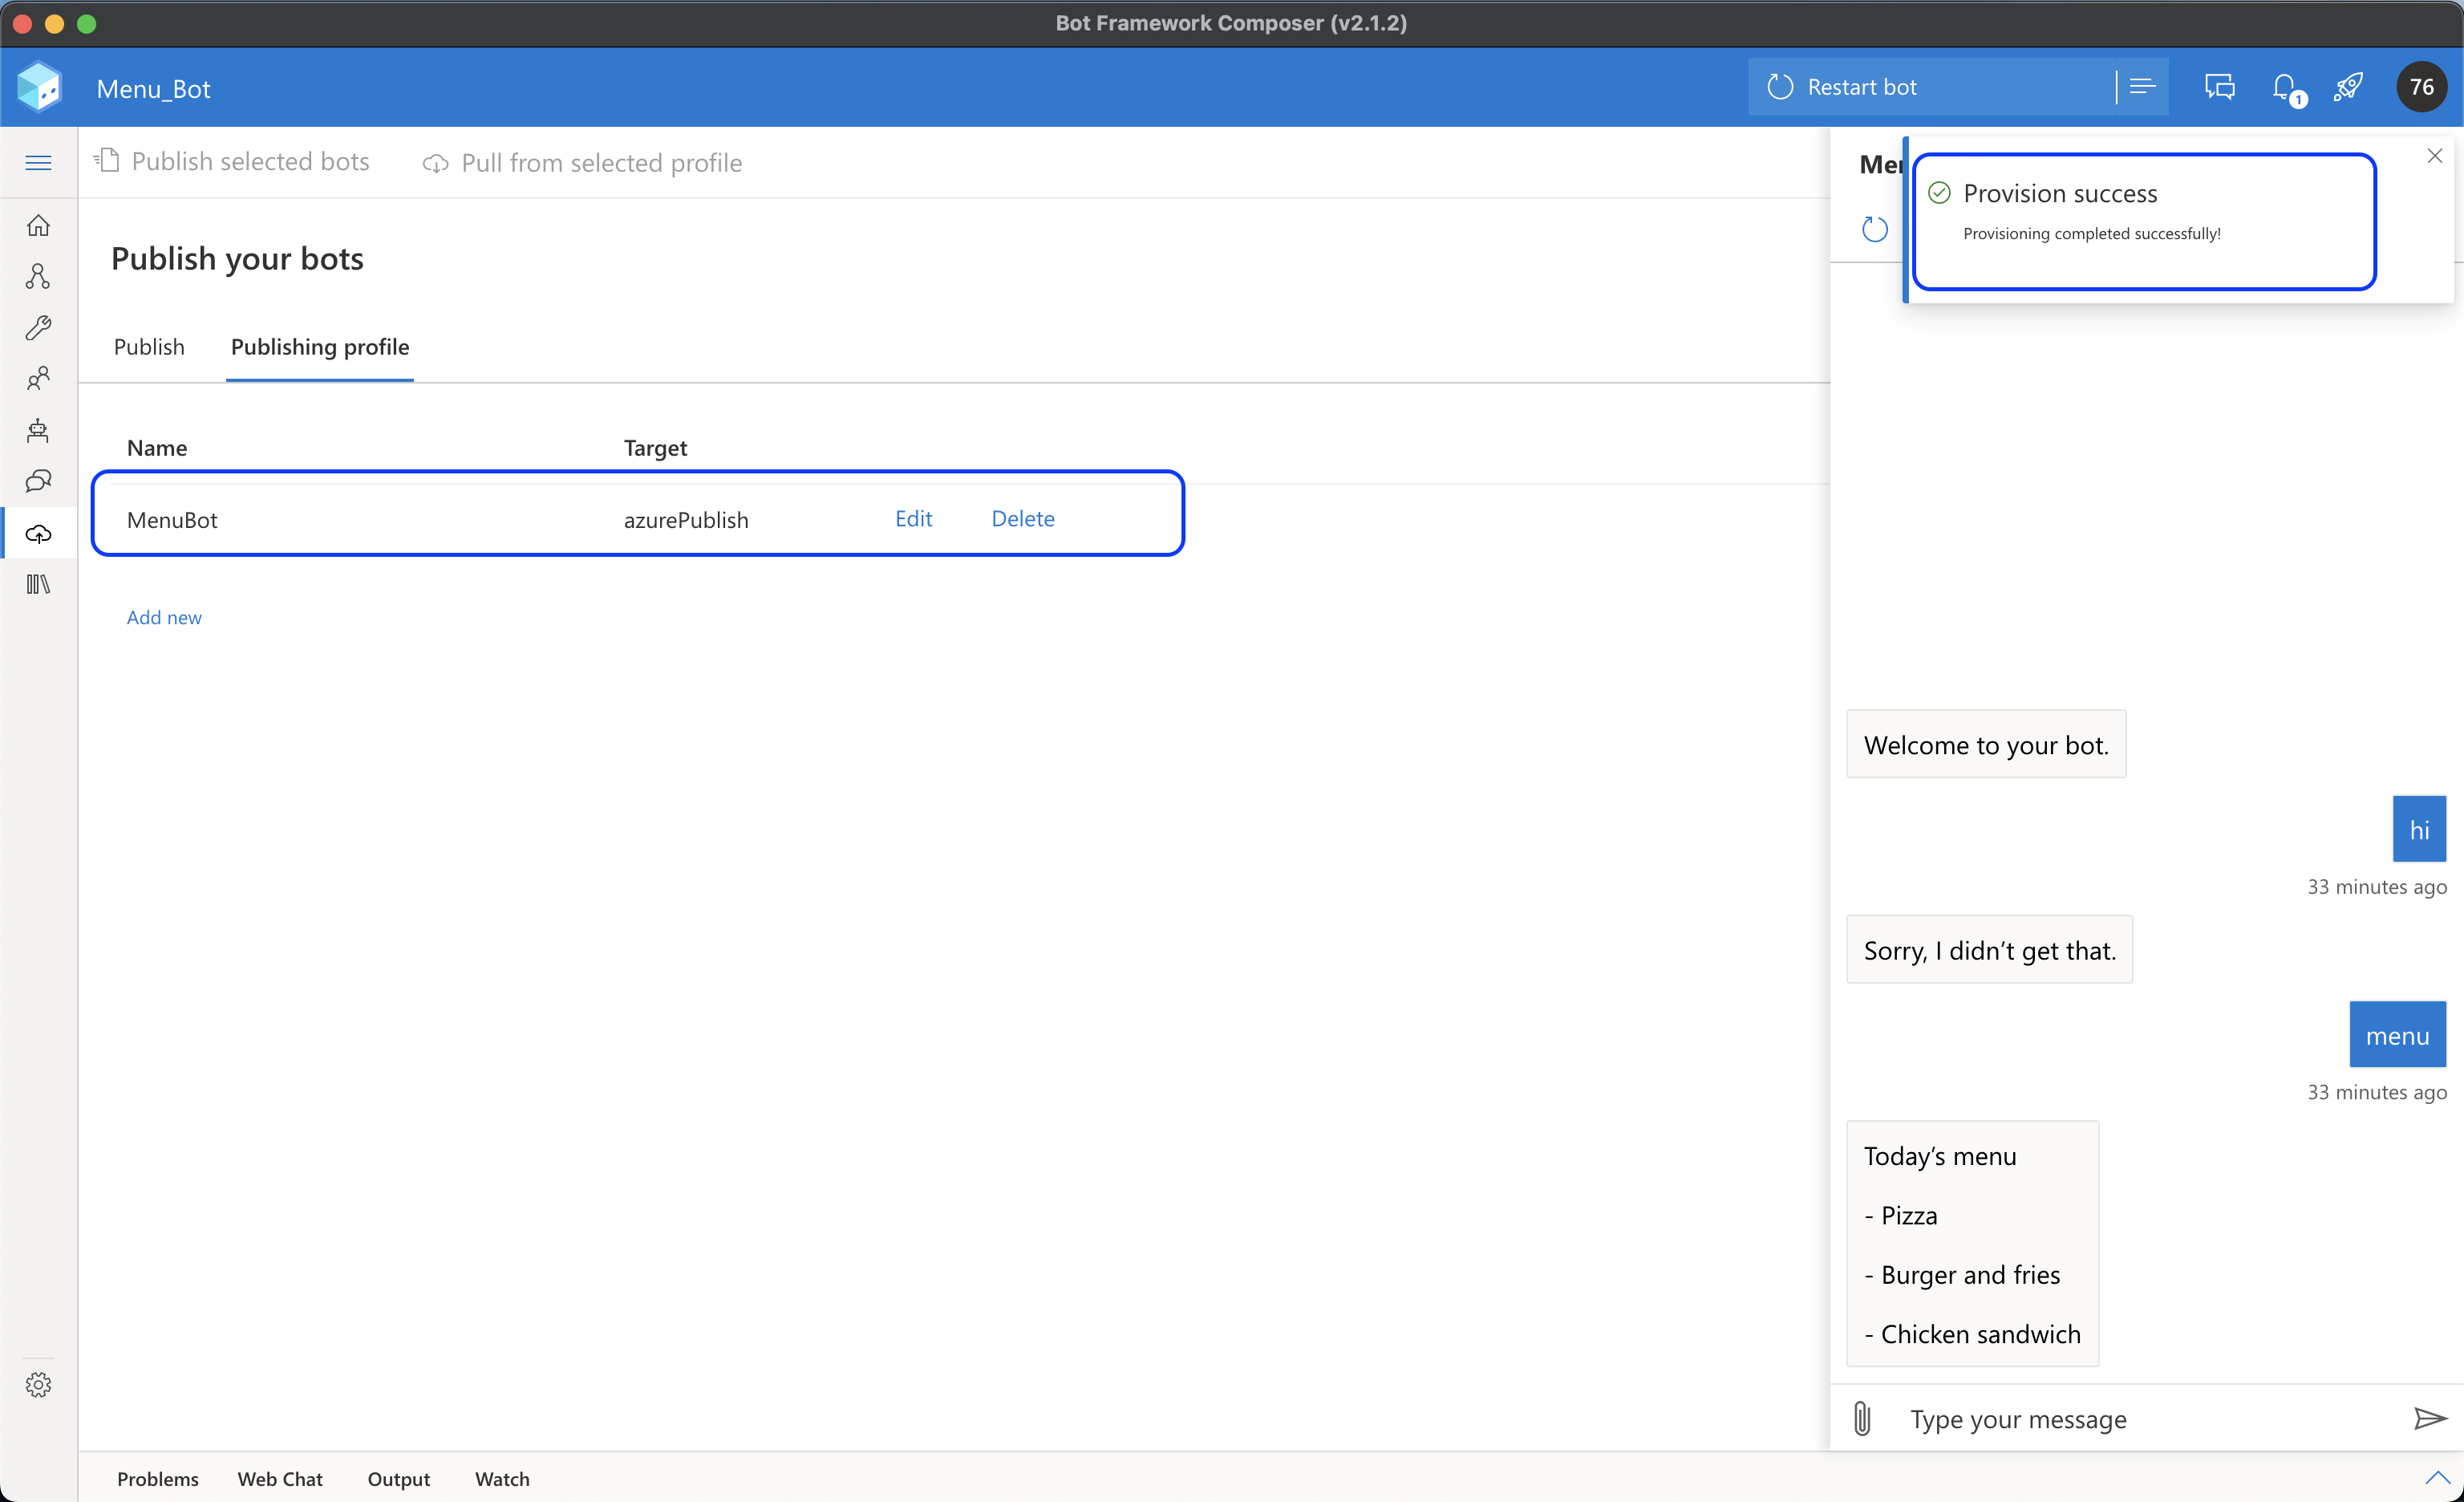 Bot Framework Composer (v2.1.2)
Menu_Bot
Restart bot
1
76
Publish selected bots
Pull from selected profile
Provision success
Provisioning completed successfully!
Publish your bots
Publish
Publishing profile
Name
Target
MenuBot
azurePublish
Edit
Delete
Add new
Welcome to your bot.
hi
33 minutes ago
Sorry, I didn't get that.
menu
33 minutes ago
Today's menu
- Pizza
- Burger and fries
- Chicken sandwich
Type your message
Problems
Web Chat
Output
Watch